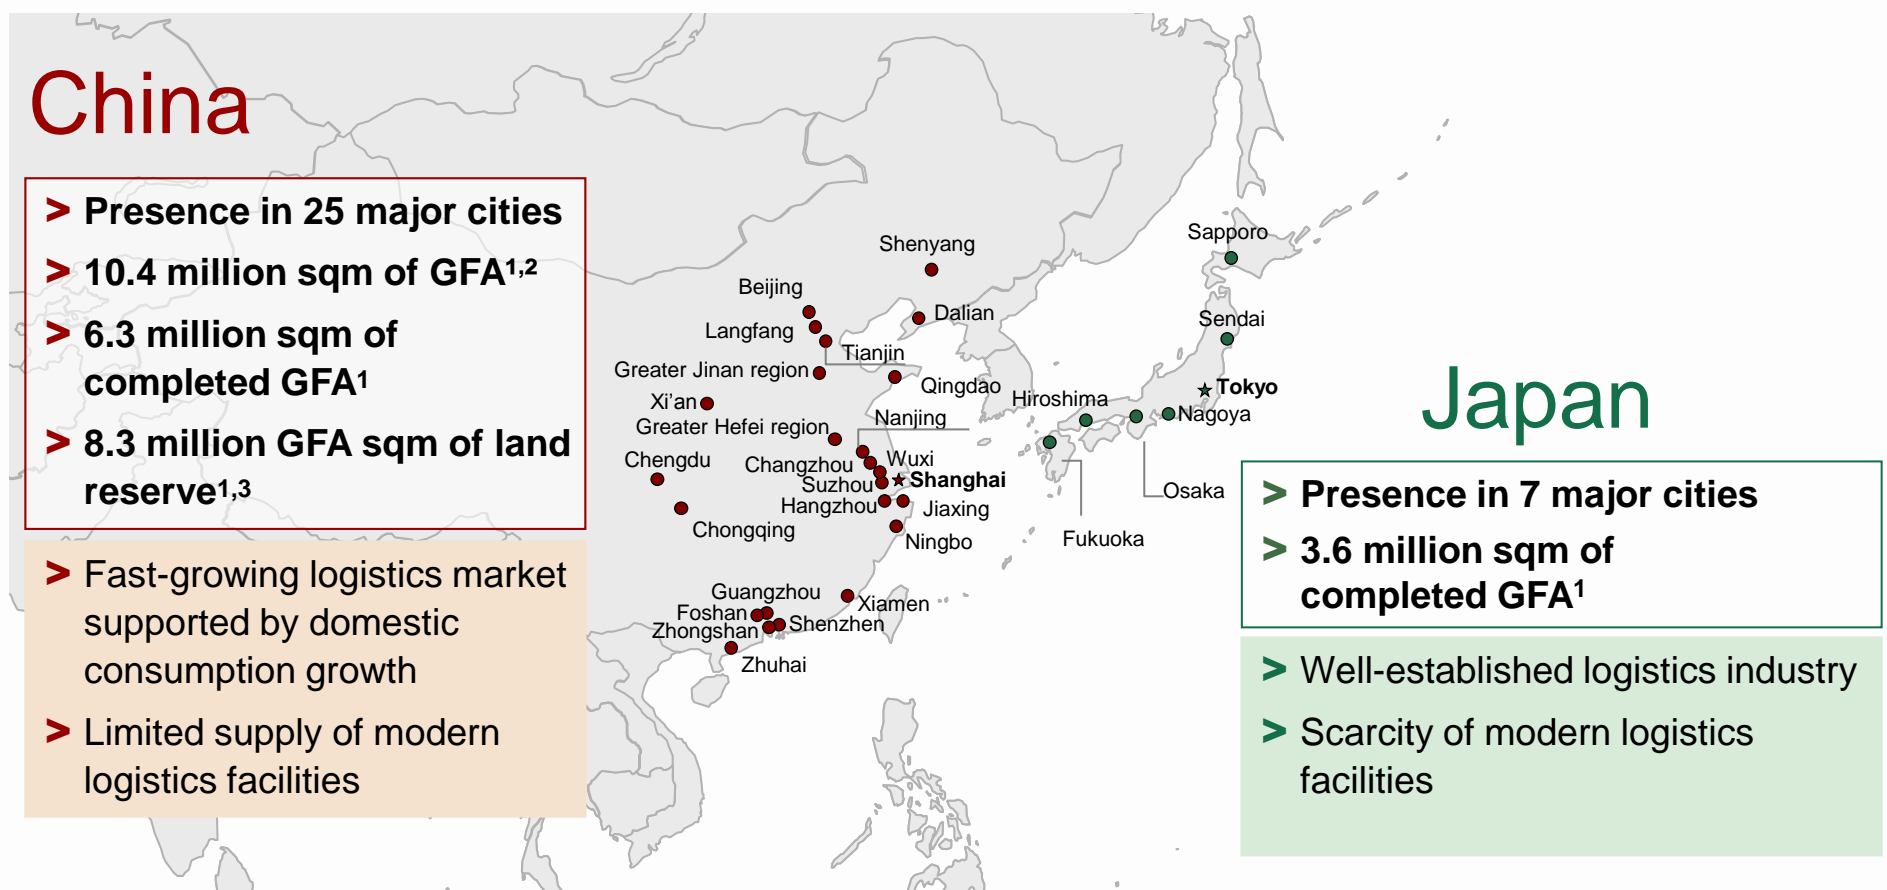 China
> Presence in 25 major cities
> 10.4 million sqm of GFA1,2
> 6.3 million sqm of
completed GFA1
> 8.3 million GFA sqm of land
reserve1,3
> Fast-growing logistics market
supported by domestic
consumption growth
> Limited supply of modern
logistics facilities
Shenyang
Beijing
Dalian
Langfang
Tianjin
Greater Jinan region
Qingdao
Xi’an
Nanjing
Greater Hefei region
Chengdu
Changzhou
Wuxi
Suzhou
Shanghai
Hangzhou
Jiaxing
Chongqing
Ningbo
Guangzhou
Xiamen
Foshan
Shenzhen
Zhongshan
Zhuhai
Sapporo
Sendai
Tokyo
Hiroshima
Nagoya
Osaka
Fukuoka
Japan
> Presence in 7 major cities
> 3.6 million sqm of
completed GFA1
> Well-established logistics industry
> Scarcity of modern logistics
facilities